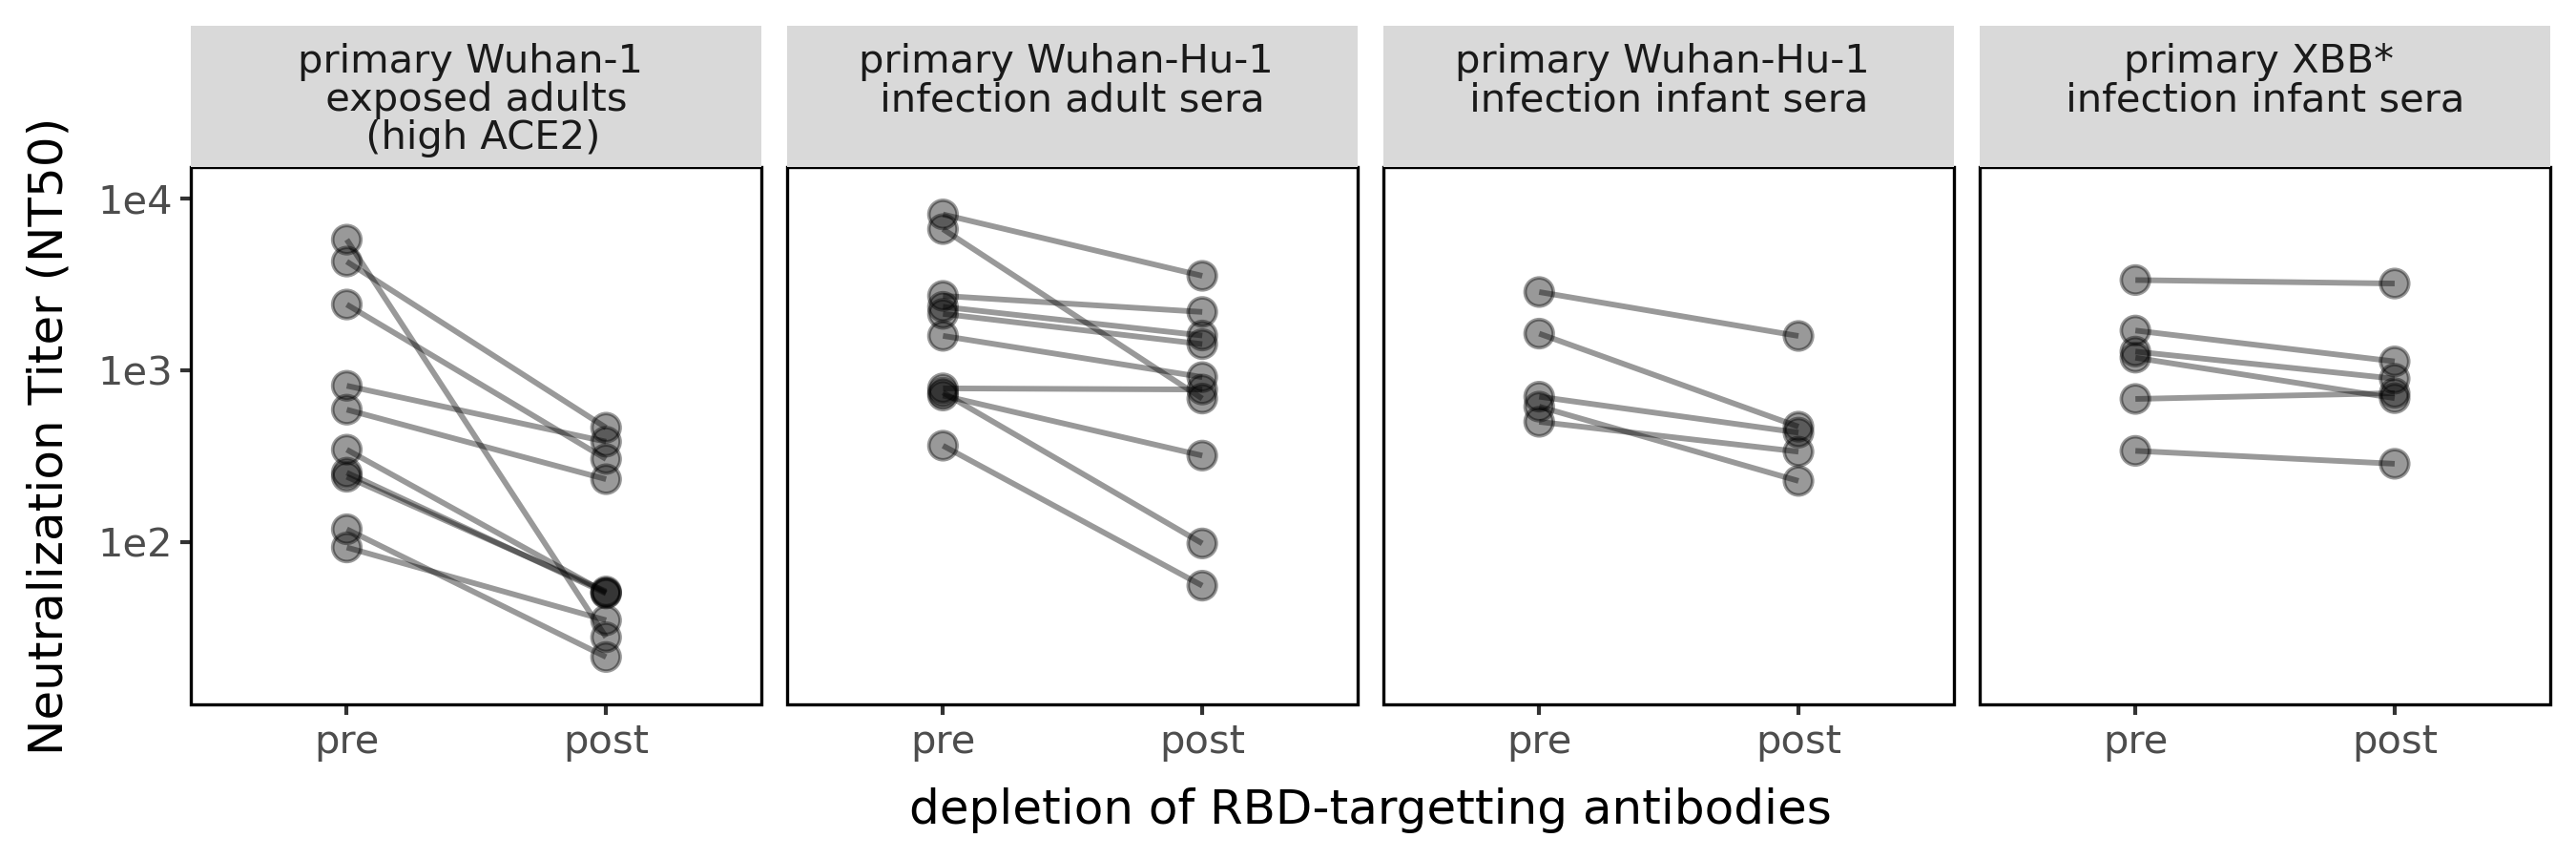 primary Wuhan-1
exposed adults
(high ACE2)
primary Wuhan-Hu-1
infection adult sera
primary Wuhan-Hu-1
infection infant sera
primary XBB*
infection infant sera
Neutralization Titer (NT50)
1e4
1e3
1e2
pre
post
pre
post
pre
post
pre
post
depletion of RBD-targetting antibodies